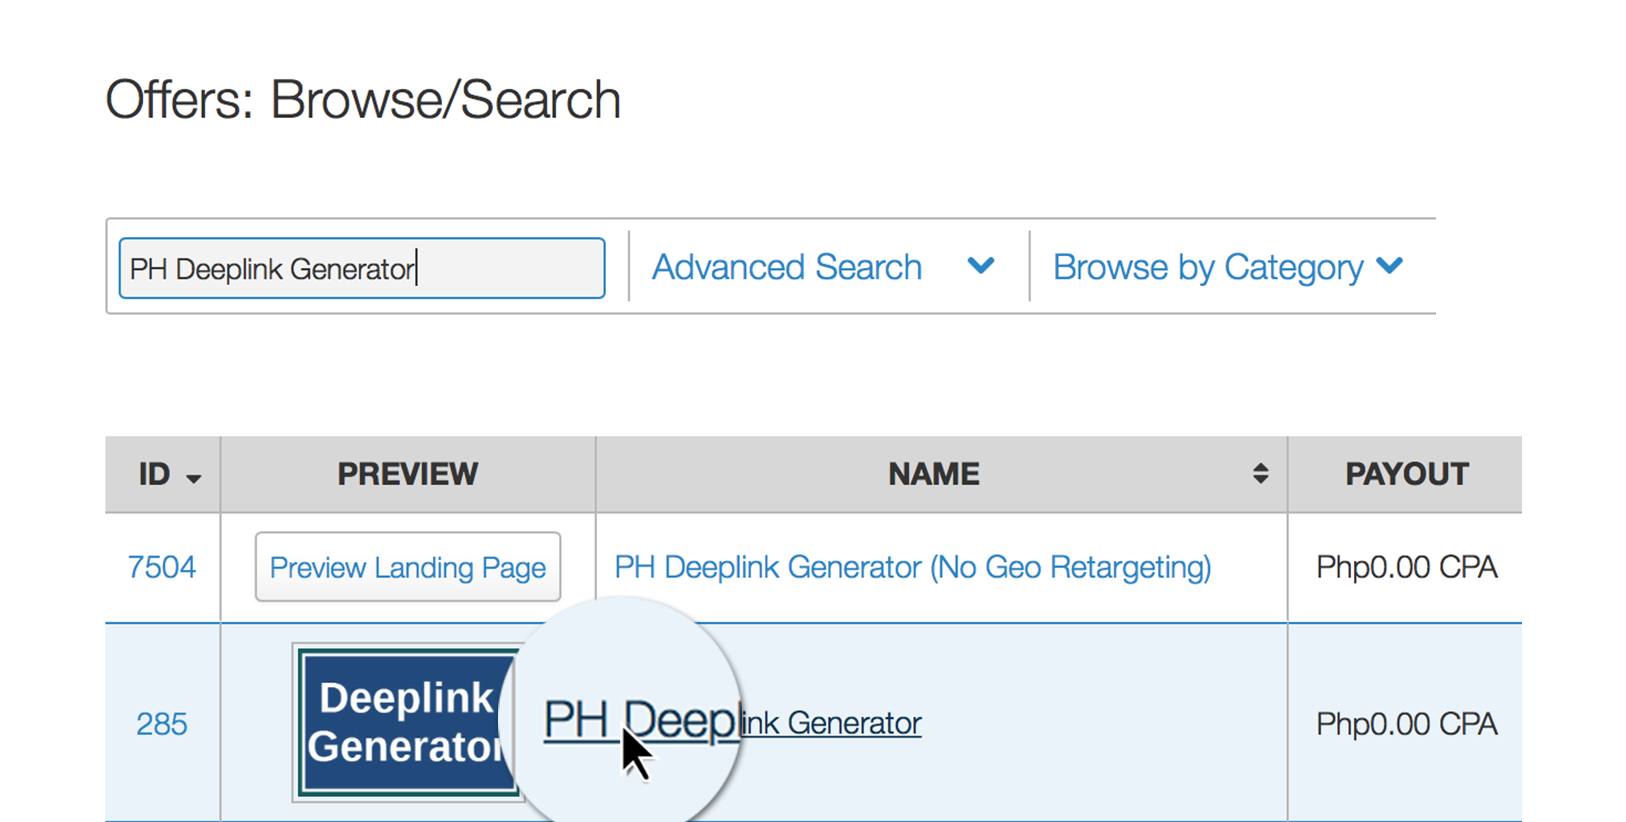 Offers: Browse/Search
PH Deeplink Generator
Advanced Search
Browse by Category
ID
PREVIEW
NAME
PAYOUT
7504
Preview Landing Page
PH Deeplink Generator (No Geo Retargeting)
Php0.00 CPA
285
Deeplink
Generator
PH Deeplink Generator
Php0.00 CPA